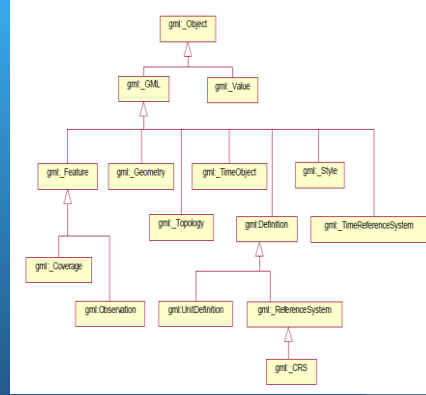 gml:_Object
gml:_GML
gml:_Value
gml:_Feature
gml:_Geometry
gml:_TimeObject
gml:_Style
gml:_Topology
gml:Definition
gml:_TimeReferenceSystem
gml:_Coverage
gml:Observation
gml:UnitDefinition
gml:_ReferenceSystem
gml:_CRS